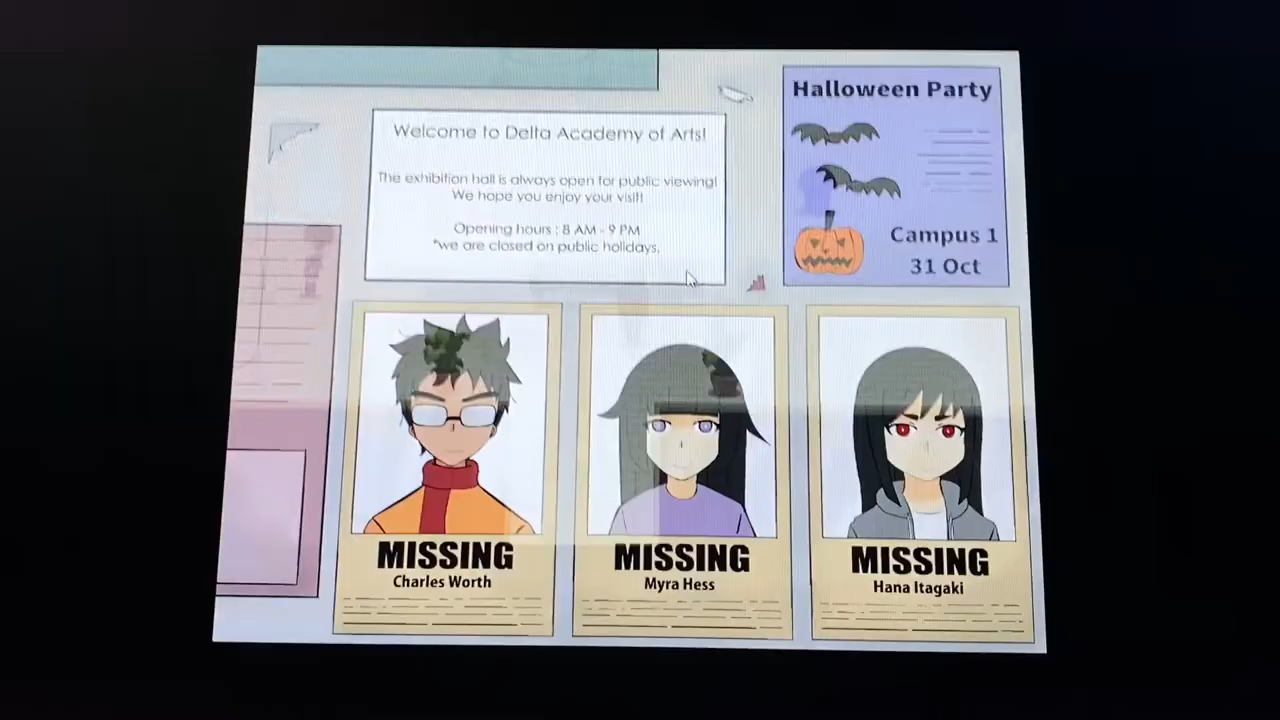 Welcome to Delta Academy of Arts!
The exhibition hall is always open for public viewing!
We hope you enjoy your visit!
Opening hours : 8 AM - 9 PM
*we are closed on public holidays.
Halloween Party
Campus 1
31 Oct
MISSING
Charles Worth
MISSING
Myra Hess
MISSING
Hana Itagaki